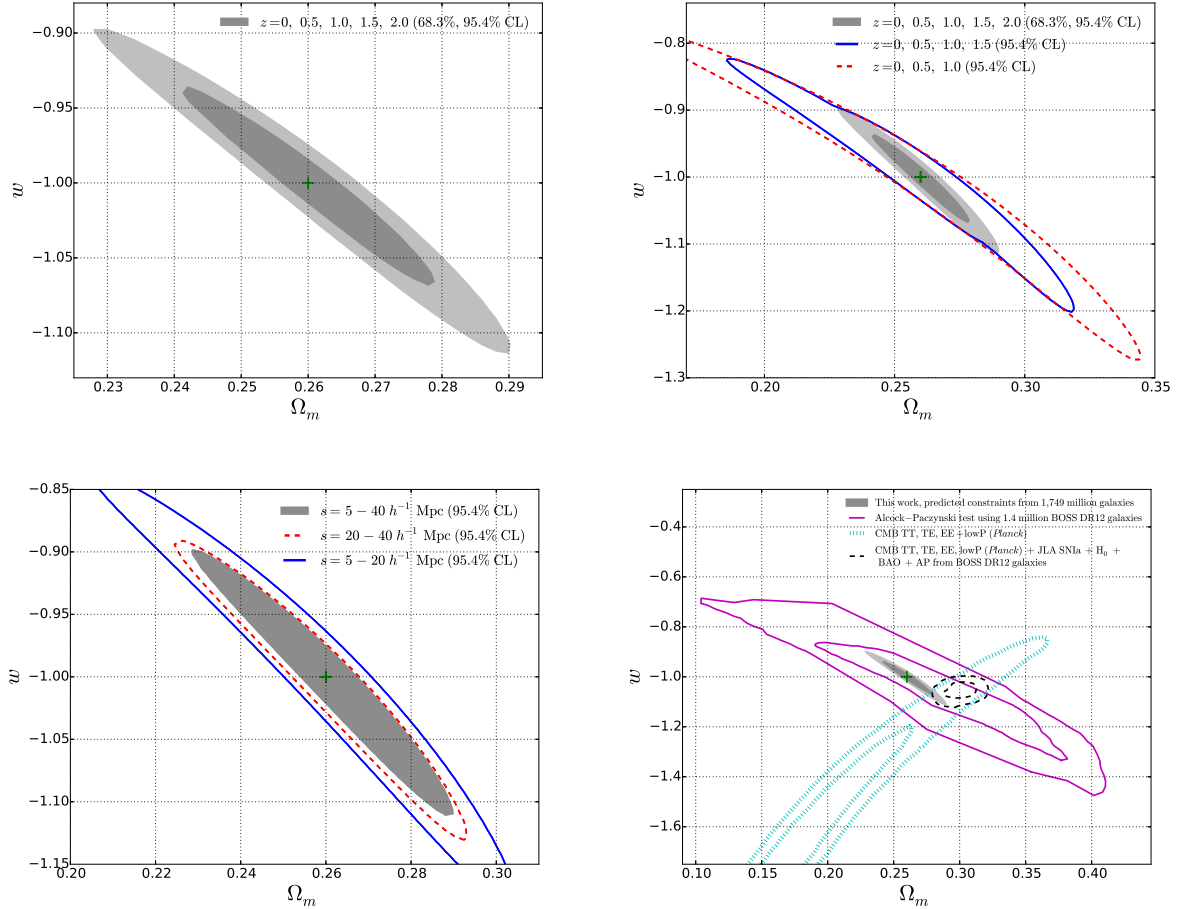 z=0, 0.5, 1.0, 1.5, 2.0 (68.3%, 95.4% CL)
−0.90
−0.95
−1.00
−1.05
−1.10
w
0.23 0.24 0.25 0.26 0.27 0.28 0.29
Ω_m
z=0, 0.5, 1.0, 1.5, 2.0 (68.3%, 95.4% CL)
z=0, 0.5, 1.0, 1.5 (95.4% CL)
z=0, 0.5, 1.0 (95.4% CL)
−0.8
−0.9
−1.0
−1.1
−1.2
−1.3
w
0.20 0.25 0.30 0.35
Ω_m
s = 5 − 40 h⁻¹ Mpc (95.4% CL)
s = 20 − 40 h⁻¹ Mpc (95.4% CL)
s = 5 − 20 h⁻¹ Mpc (95.4% CL)
−0.85
−0.90
−0.95
−1.00
−1.05
−1.10
−1.15
w
0.20 0.22 0.24 0.26 0.28 0.30
Ω_m
This work, predicted constraints from 1,749 million galaxies
Alcock−Paczynski test using 1.4 million BOSS DR12 galaxies
CMB TT, TE, EE+lowP (Planck)
CMB TT, TE, EE, lowP (Planck) + JLA SNIa + H₀ +
BAO + AP from BOSS DR12 galaxies
−0.4
−0.6
−0.8
−1.0
−1.2
−1.4
−1.6
w
0.10 0.15 0.20 0.25 0.30 0.35 0.40
Ω_m